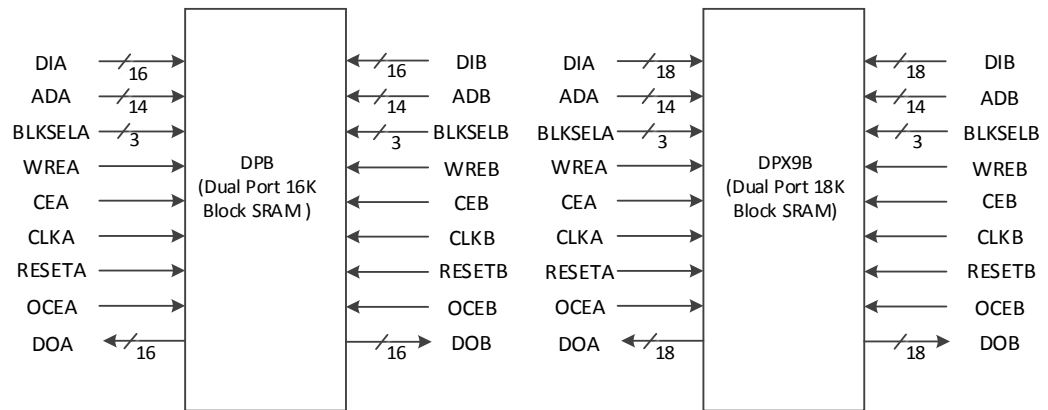 DIA 16 16 DIB DIA 18 18 DIB
ADA 14 14 ADB ADA 14 14 ADB
BLKSELA 3 3 BLKSELB BLKSELA 3 3 BLKSELB
WREA DPB WREB WREA DPX9B WREB
(Dual Port 16K (Dual Port 18K
CEA Block SRAM ) CEB CEA Block SRAM) CEB
CLKA CLKB CLKA CLKB
RESETA RESETB RESETA RESETB
OCEA OCEB OCEA OCEB
DOA 16 16 DOB DOA 18 18 DOB